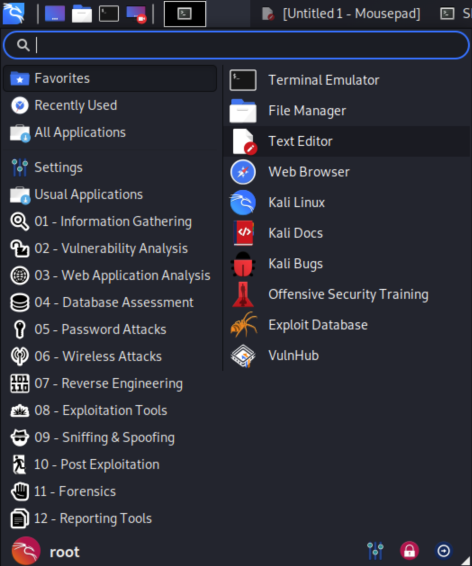 [Untitled 1 - Mousepad]
Favorites
Recently Used
All Applications
Settings
Usual Applications
01 - Information Gathering
02 - Vulnerability Analysis
03 - Web Application Analysis
04 - Database Assessment
05 - Password Attacks
06 - Wireless Attacks
07 - Reverse Engineering
08 - Exploitation Tools
09 - Sniffing & Spoofing
10 - Post Exploitation
11 - Forensics
12 - Reporting Tools
Terminal Emulator
File Manager
Text Editor
Web Browser
Kali Linux
Kali Docs
Kali Bugs
Offensive Security Training
Exploit Database
VulnHub
root